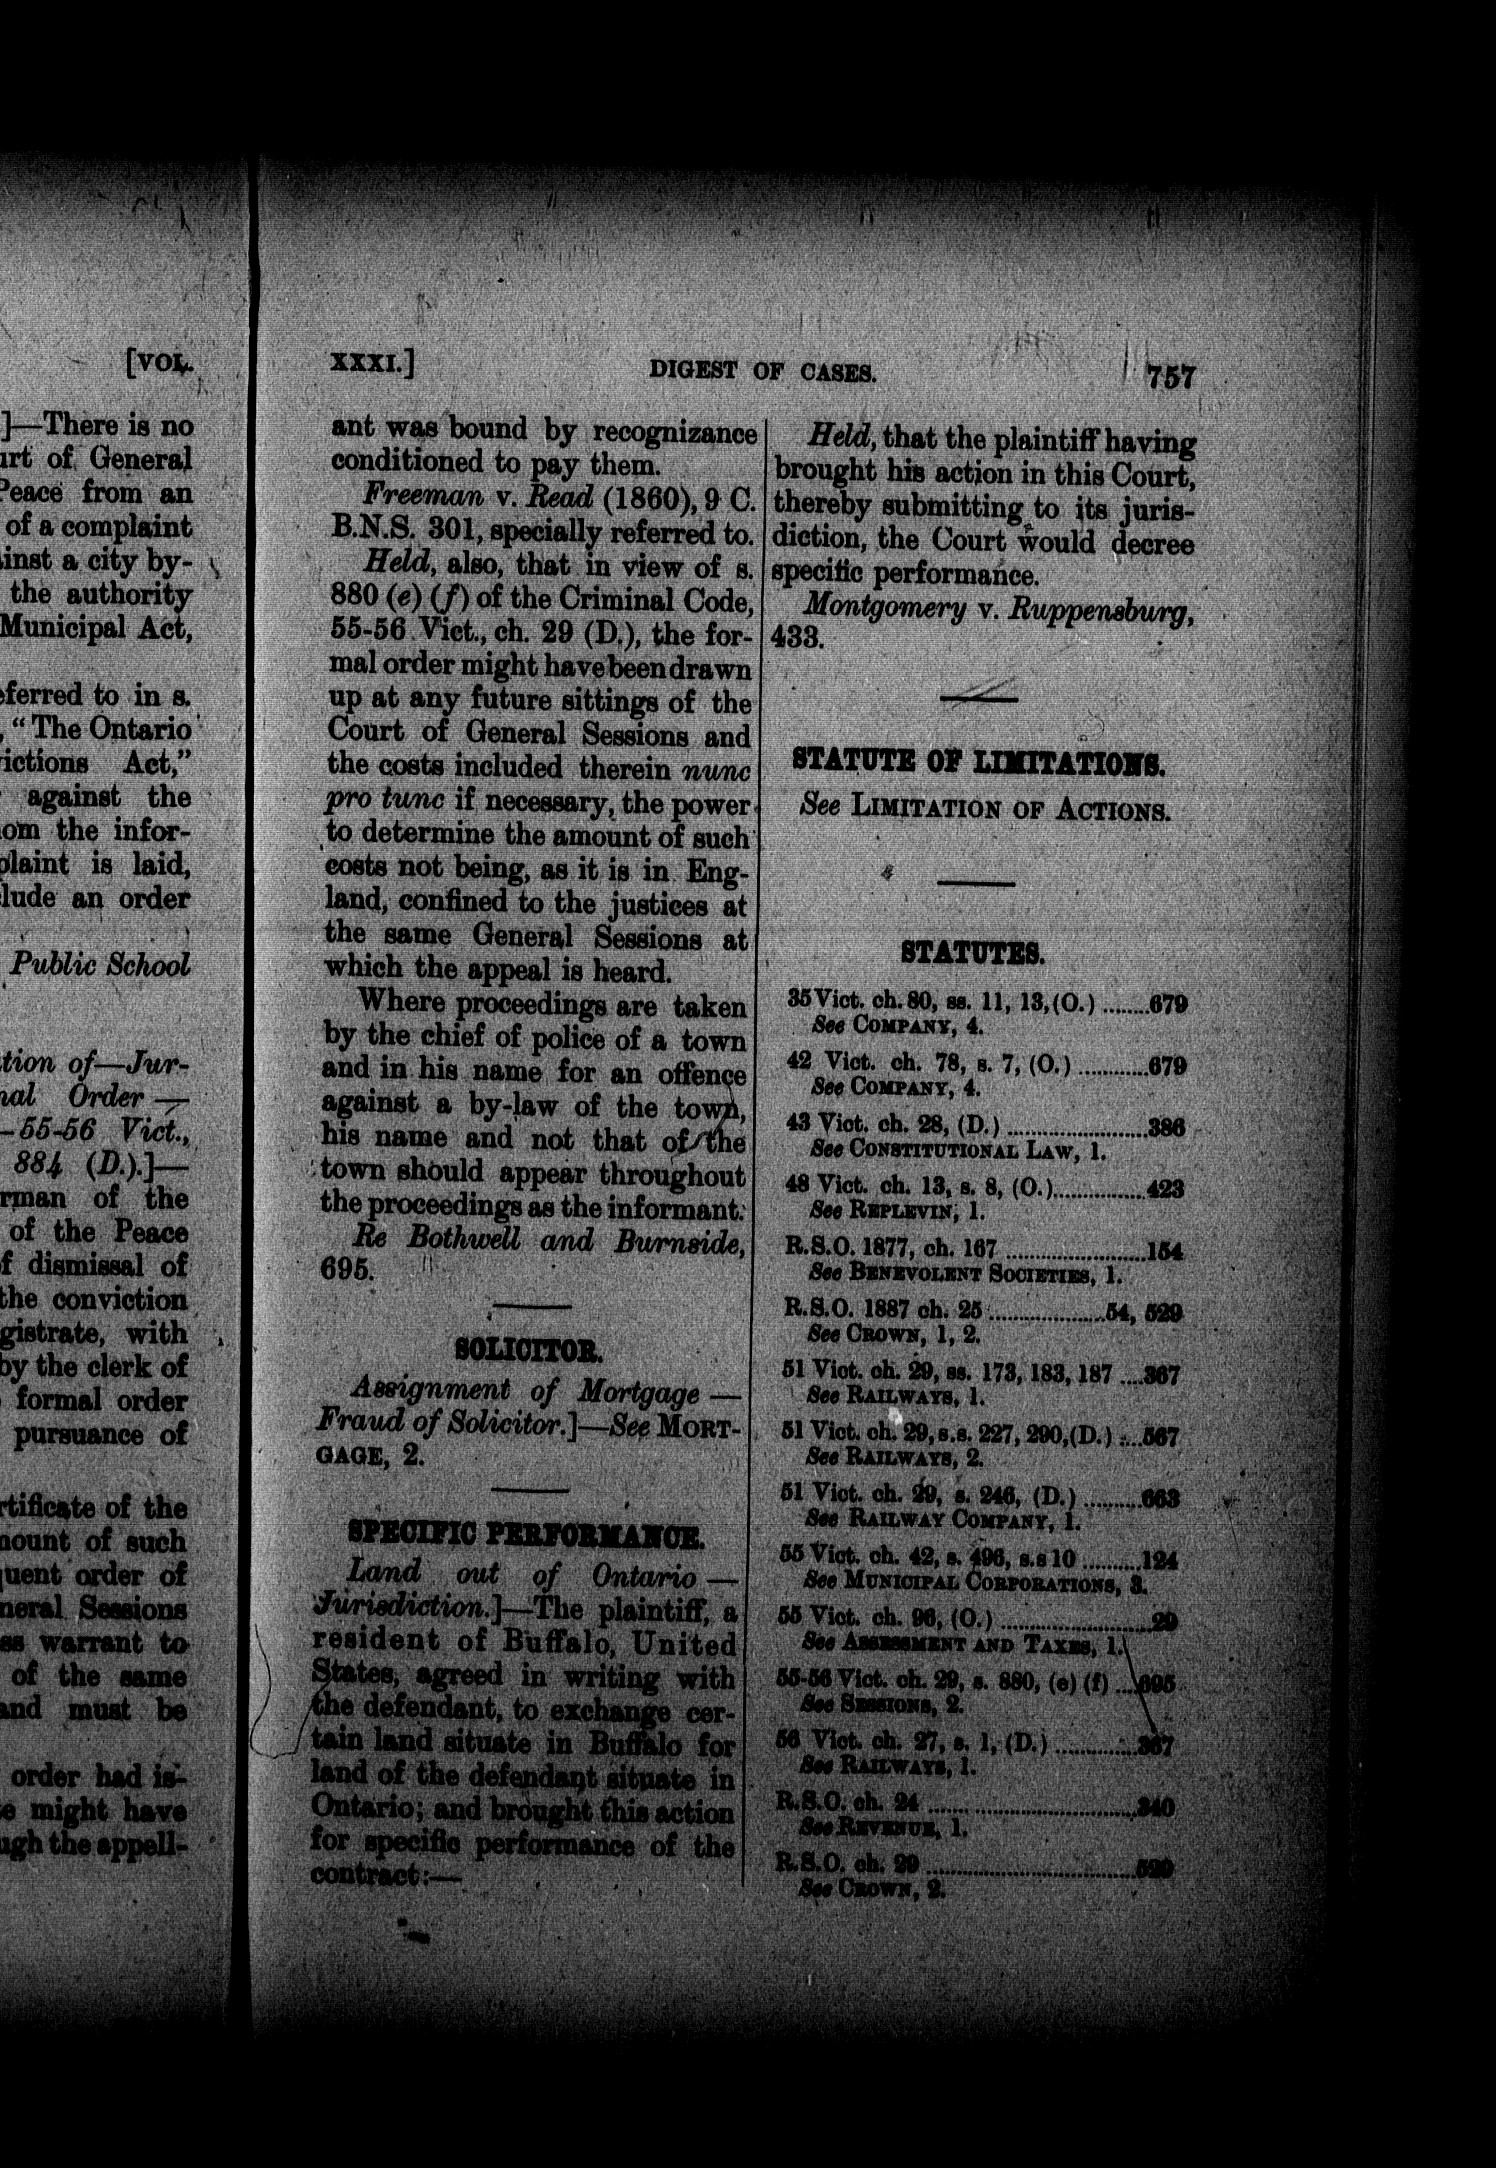 [VOL.
]—There is no
urt of General
Peace from an
of a complaint
inst a city by-
the authority
Municipal Act,
eferred to in s.
, "The Ontario
ictions Act,"
against the
om the infor-
plaint is laid,
clude an order
Public School
tion of—Jur-
nal Order —
—55-56 Vict.,
884 (D.).]—
rman of the
of the Peace
f dismissal of
the conviction
gistrate, with
by the clerk of
formal order
pursuance of
rtificate of the
mount of such
quent order of
neral Sessions
ss warrant to
of the same
and must be
order had is-
e might have
ugh the appell-
XXXI.] DIGEST OF CASES. 757
ant was bound by recognizance
conditioned to pay them.
Freeman v. Read (1860), 9 C.
B.N.S. 301, specially referred to.
Held, also, that in view of s.
880 (e) (f) of the Criminal Code,
55-56 Vict., ch. 29 (D.), the for-
mal order might have been drawn
up at any future sittings of the
Court of General Sessions and
the costs included therein nunc
pro tunc if necessary, the power
to determine the amount of such
costs not being, as it is in Eng-
land, confined to the justices at
the same General Sessions at
which the appeal is heard.
Where proceedings are taken
by the chief of police of a town
and in his name for an offence
against a by-law of the town,
his name and not that of the
town should appear throughout
the proceedings as the informant.
Re Bothwell and Burnside,
695.
SOLICITOR.
Assignment of Mortgage —
Fraud of Solicitor.]—See MORT-
GAGE, 2.
SPECIFIC PERFORMANCE.
Land out of Ontario —
Jurisdiction.]—The plaintiff, a
resident of Buffalo, United
States, agreed in writing with
the defendant, to exchange cer-
tain land situate in Buffalo for
land of the defendant situate in
Ontario; and brought this action
for specific performance of the
contract:—
Held, that the plaintiff having
brought his action in this Court,
thereby submitting to its juris-
diction, the Court would decree
specific performance.
Montgomery v. Ruppensburg,
433.
STATUTE OF LIMITATIONS.
See LIMITATION OF ACTIONS.
STATUTES.
35 Vict. ch. 80, ss. 11, 13, (O.) ........679
See COMPANY, 4.
42 Vict. ch. 78, s. 7, (O.) ............679
See COMPANY, 4.
43 Vict. ch. 28, (D.) ........................386
See CONSTITUTIONAL LAW, 1.
48 Vict. ch. 13, s. 8, (O.)................423
See REPLEVIN, 1.
R.S.O. 1877, ch. 167 ........................154
See BENEVOLENT SOCIETIES, 1.
R.S.O. 1887 ch. 25 ....................54, 529
See CROWN, 1, 2.
51 Vict. ch. 29, ss. 173, 183, 187 ....367
See RAILWAYS, 1.
51 Vict. ch. 29, s.s. 227, 290, (D.) ....567
See RAILWAYS, 2.
51 Vict. ch. 29, s. 246, (D.) ..........663
See RAILWAY COMPANY, 1.
55 Vict. ch. 42, s. 496, s.s 10 ..........124
See MUNICIPAL CORPORATIONS, 3.
55 Vict. ch. 96, (O.) ..........................29
See ASSESSMENT AND TAXES, 1.
55-56 Vict. ch. 29, s. 880, (e) (f) ....695
See SESSIONS, 2.
56 Vict. ch. 27, s. 1, (D.) ..............367
See RAILWAYS, 1.
R.S.O. ch. 24 ....................................340
See REVENUE, 1.
R.S.O. ch. 29 ....................................529
See CROWN, 2.